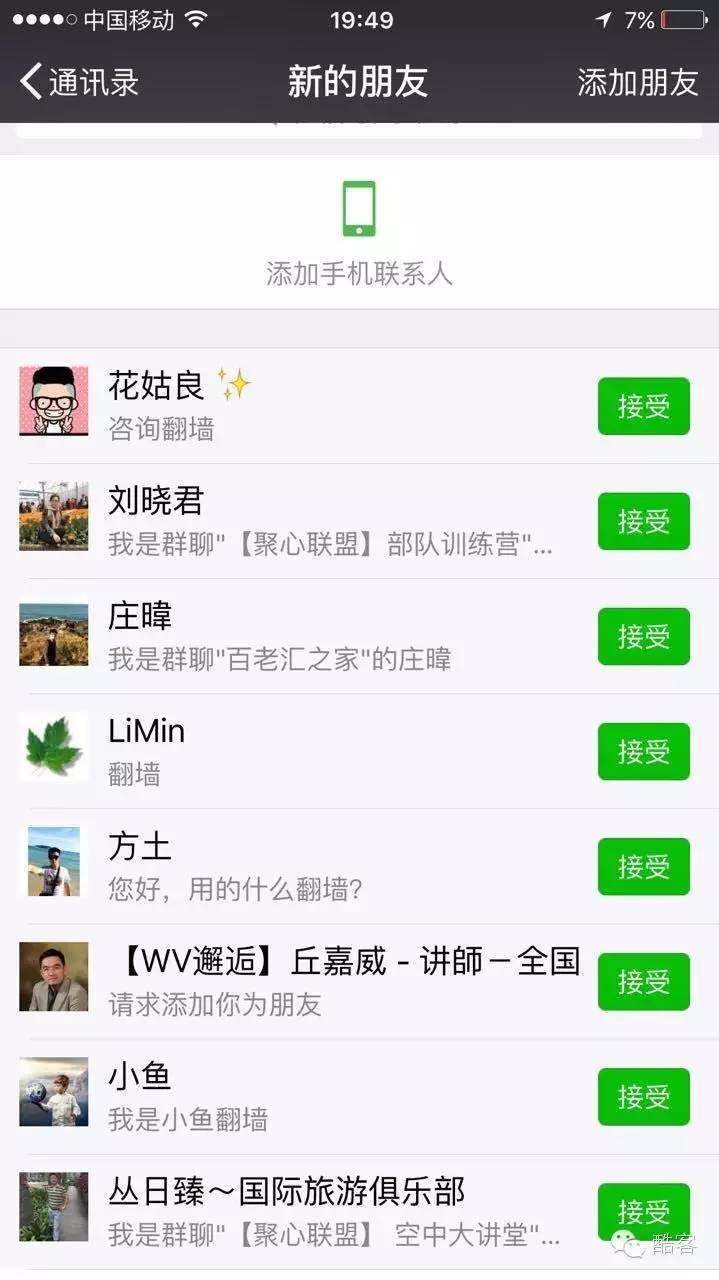 中国移动 19:49 7%
通讯录 新的朋友 添加朋友
添加手机联系人
花姑良 ✨
咨询翻墙
接受
刘晓君
我是群聊"【聚心联盟】部队训练营"...
接受
庄暐
我是群聊"百老汇之家"的庄暐
接受
LiMin
翻墙
接受
方土
您好，用的什么翻墙?
接受
【WV邂逅】丘嘉威 - 讲師－全国
请求添加你为朋友
接受
小鱼
我是小鱼翻墙
接受
丛日臻～国际旅游俱乐部
我是群聊"【聚心联盟】 空中大讲堂"...
接受
酷客